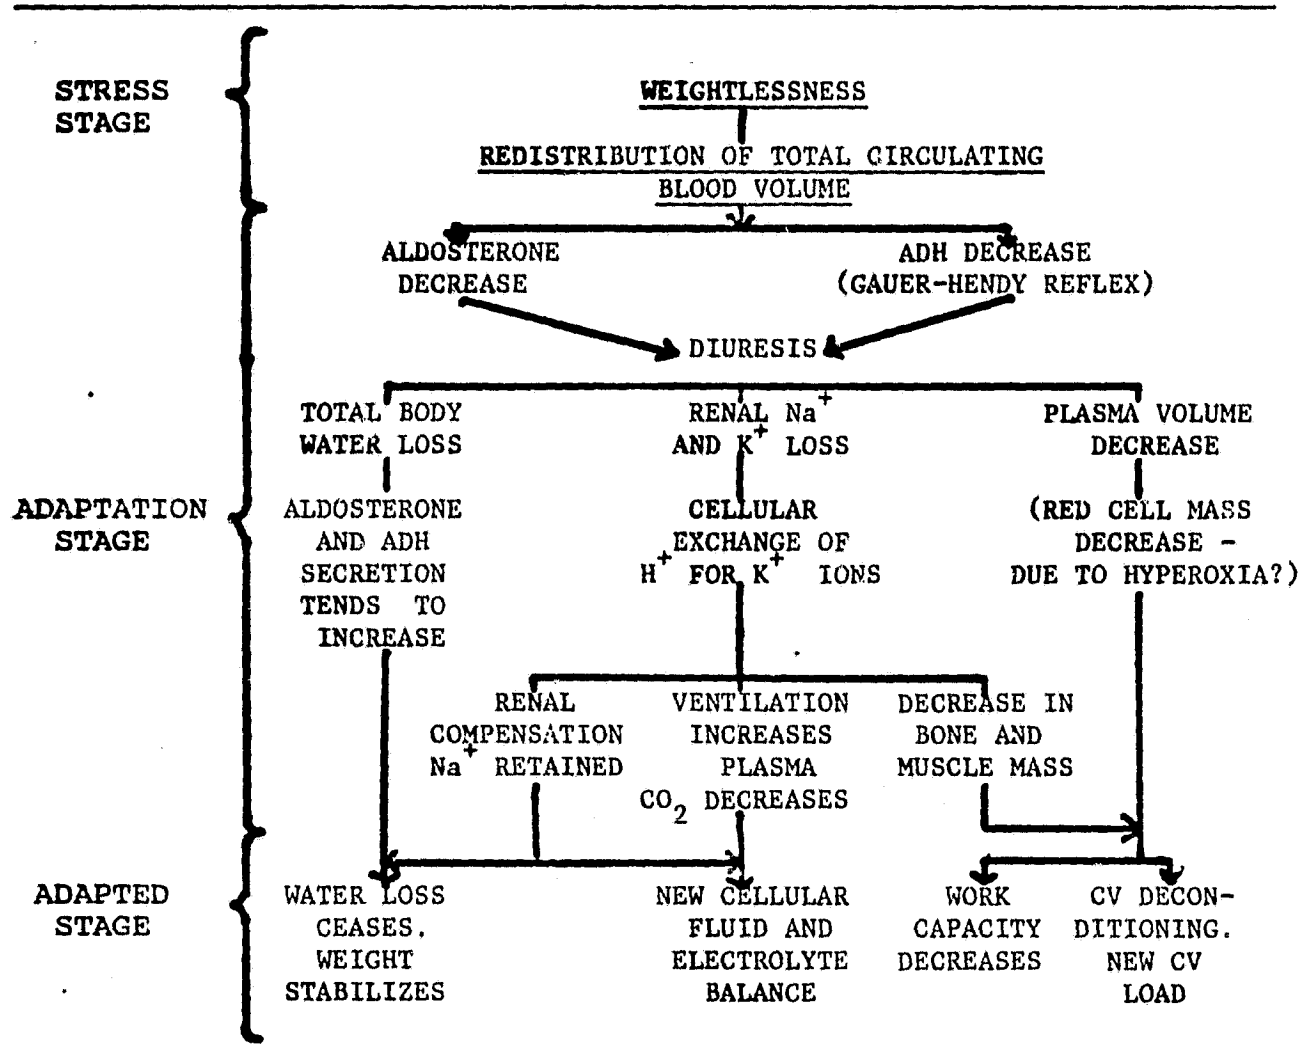 STRESS
STAGE
WEIGHTLESSNESS
REDISTRIBUTION OF TOTAL CIRCULATING
BLOOD VOLUME
ALDOSTERONE
DECREASE
ADH DECREASE
(GAUER-HENDY REFLEX)
DIURESIS
ADAPTATION
STAGE
TOTAL BODY
WATER LOSS
RENAL Na⁺
AND K⁺ LOSS
PLASMA VOLUME
DECREASE
ALDOSTERONE
AND ADH
SECRETION
TENDS TO
INCREASE
CELLULAR
EXCHANGE OF
H⁺ FOR K⁺ IONS
(RED CELL MASS
DECREASE -
DUE TO HYPEROXIA?)
RENAL
COMPENSATION
Na⁺ RETAINED
VENTILATION
INCREASES
PLASMA
CO₂ DECREASES
DECREASE IN
BONE AND
MUSCLE MASS
ADAPTED
STAGE
WATER LOSS
CEASES.
WEIGHT
STABILIZES
NEW CELLULAR
FLUID AND
ELECTROLYTE
BALANCE
WORK
CAPACITY
DECREASES
CV DECON-
DITIONING.
NEW CV
LOAD